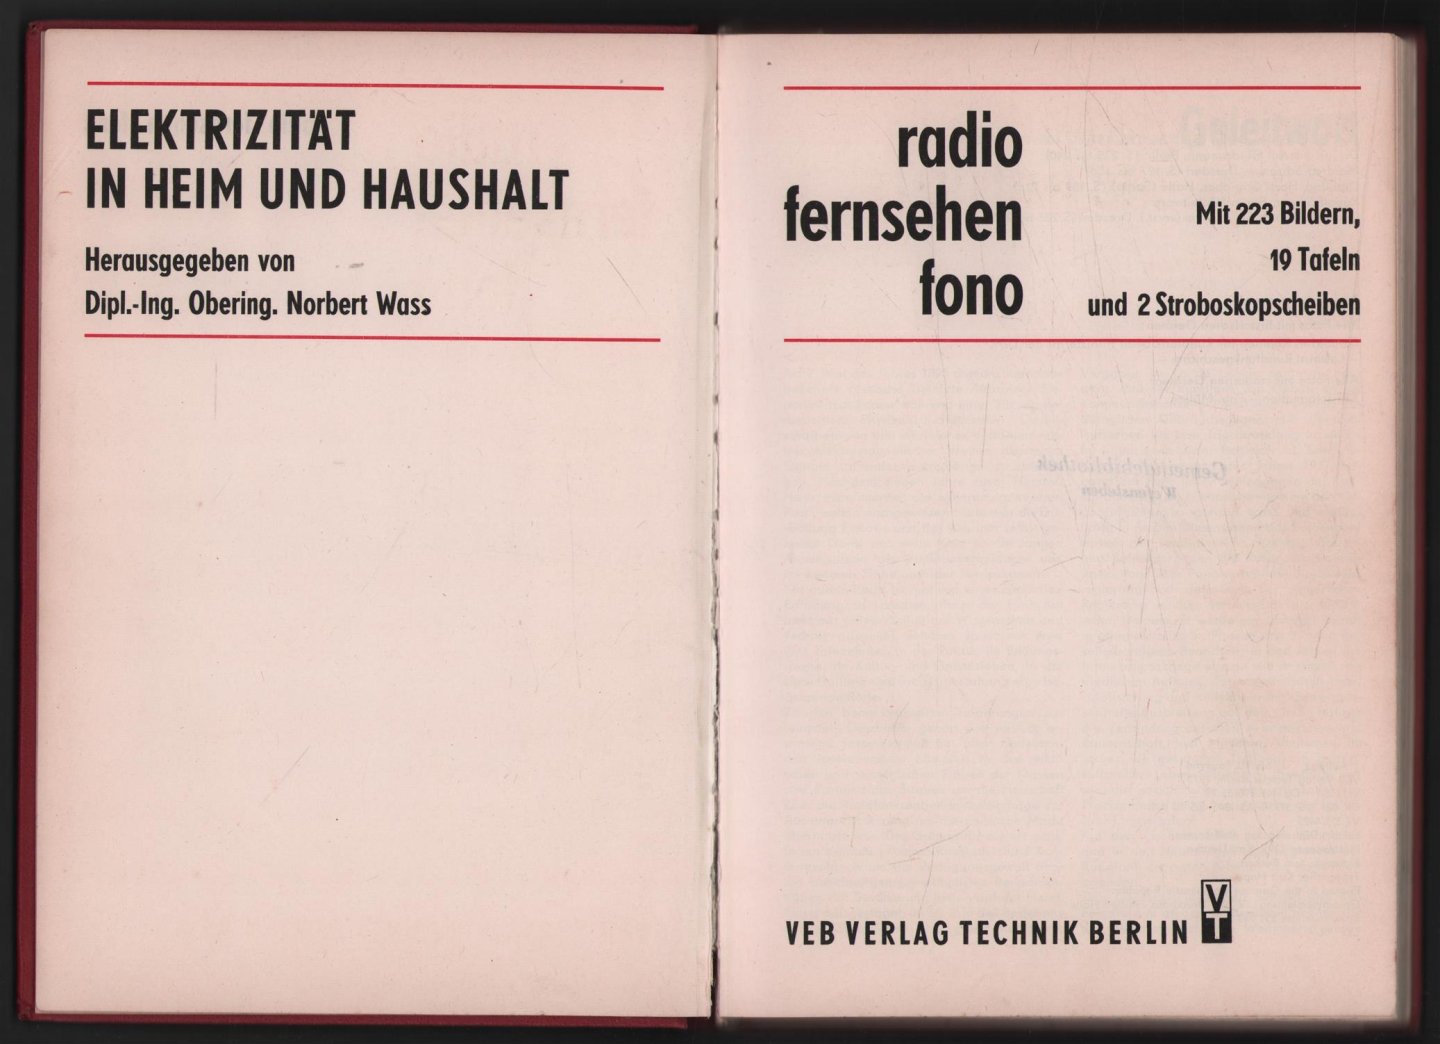 ELEKTRIZITÄT
IN HEIM UND HAUSHALT
Herausgegeben von
Dipl.-Ing. Obering. Norbert Wass
radio
fernsehen
fono
Mit 223 Bildern,
19 Tafeln
und 2 Stroboskopscheiben
Gemeindebibliothek
VEB VERLAG TECHNIK BERLIN
VT